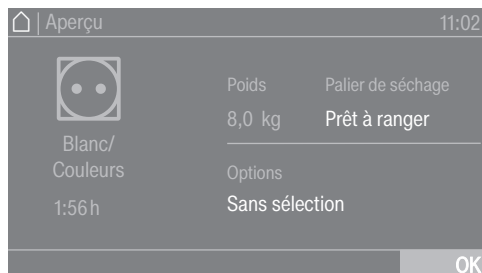 Aperçu 11:02
Blanc/
Couleurs
1:56 h
Poids Palier de séchage
8,0 kg Prêt à ranger
Options
Sans sélection
OK